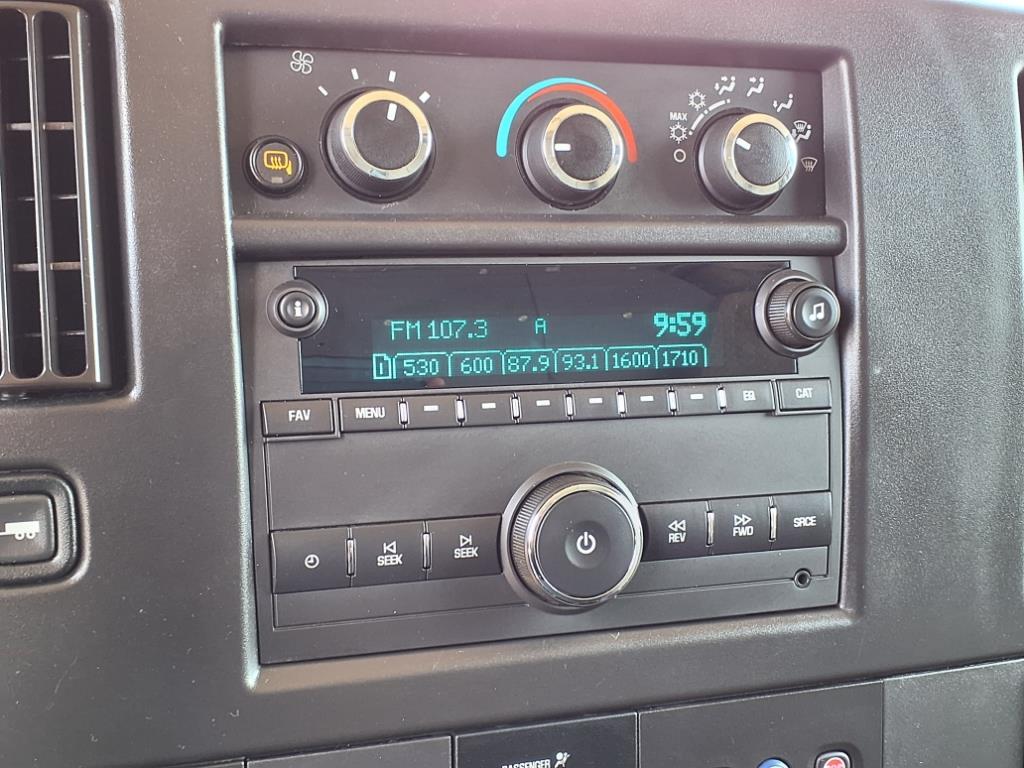 MAX
i
FM 107.3 A 9:59
1 530 600 87.9 93.1 1600 1710
FAV MENU EQ CAT
SEEK SEEK REV FWD SRCE
PASSENGER